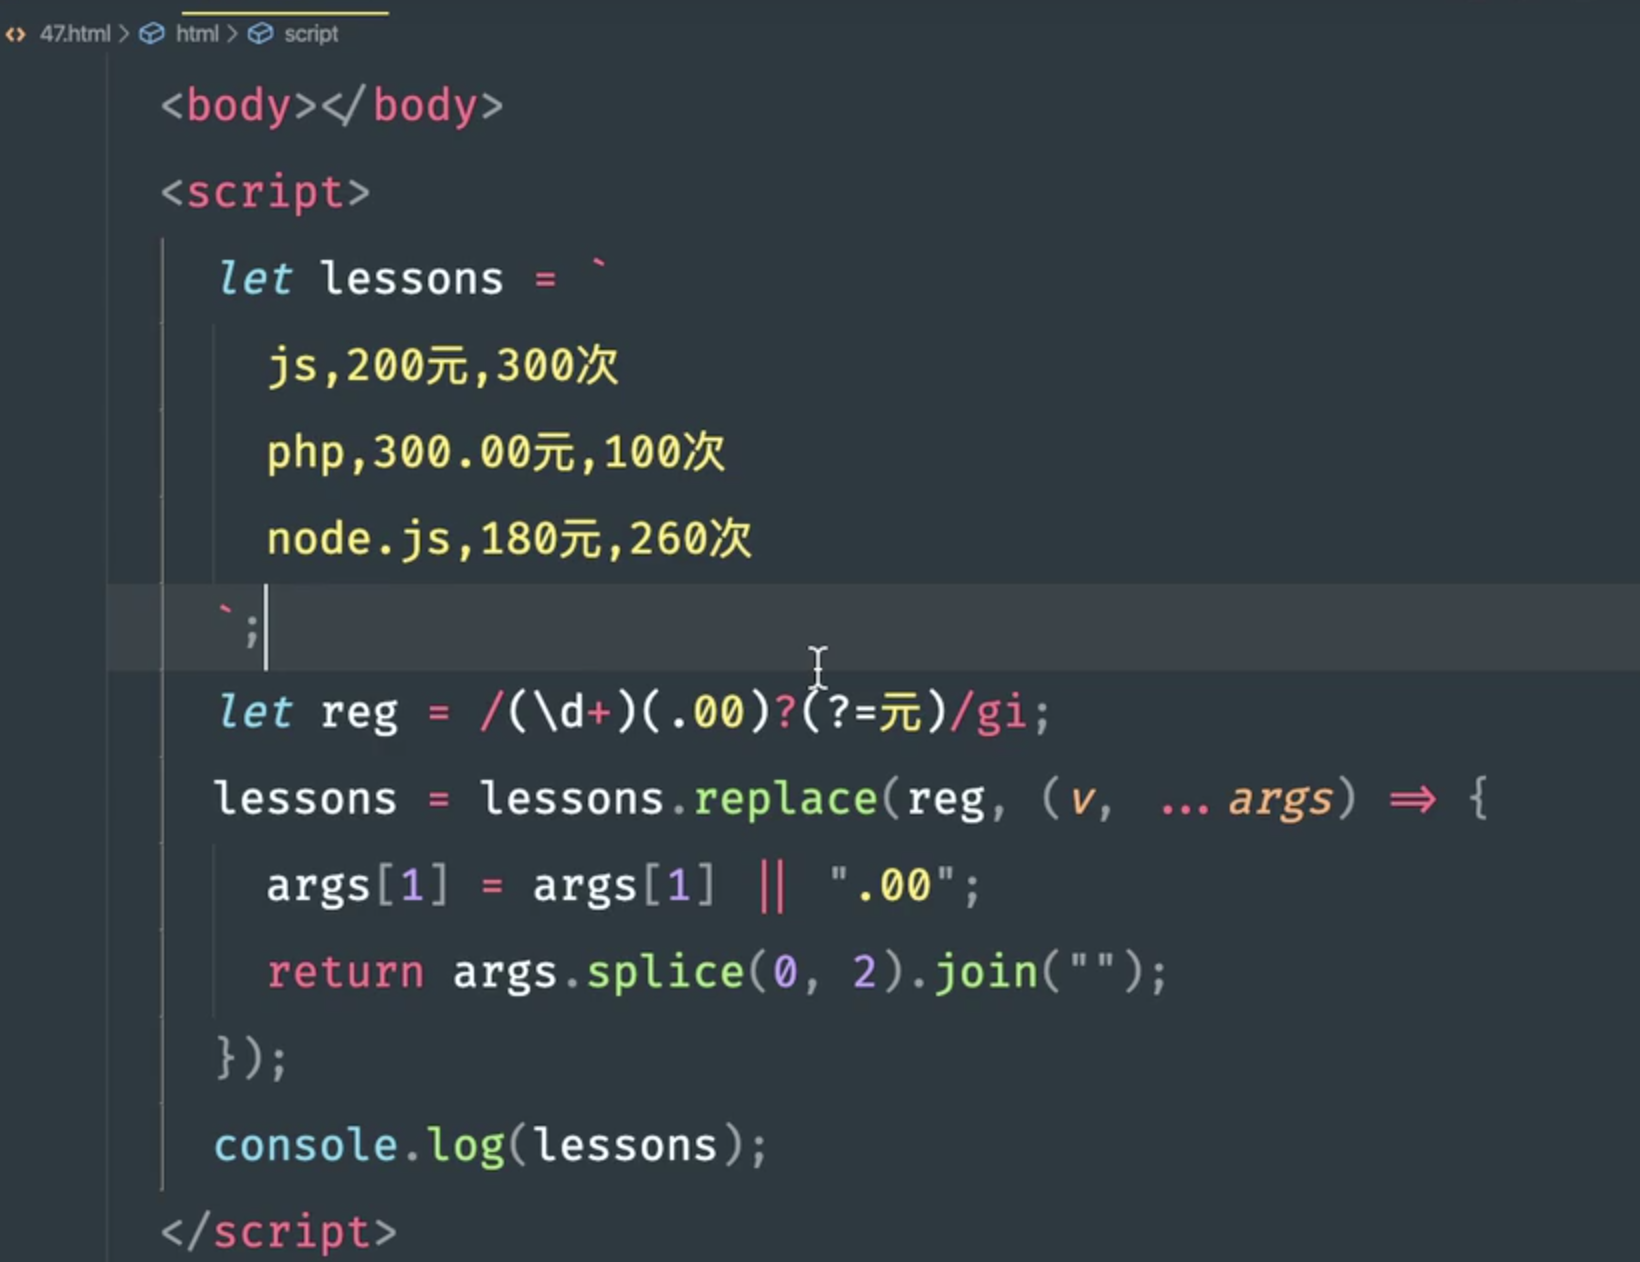 47.html > html > script
<body></body>
<script>
let lessons = `
js,200元,300次
php,300.00元,100次
node.js,180元,260次
`;
let reg = /(\d+)(.00)?(?=元)/gi;
lessons = lessons.replace(reg, (v, ...args) => {
args[1] = args[1] || ".00";
return args.splice(0, 2).join("");
});
console.log(lessons);
</script>